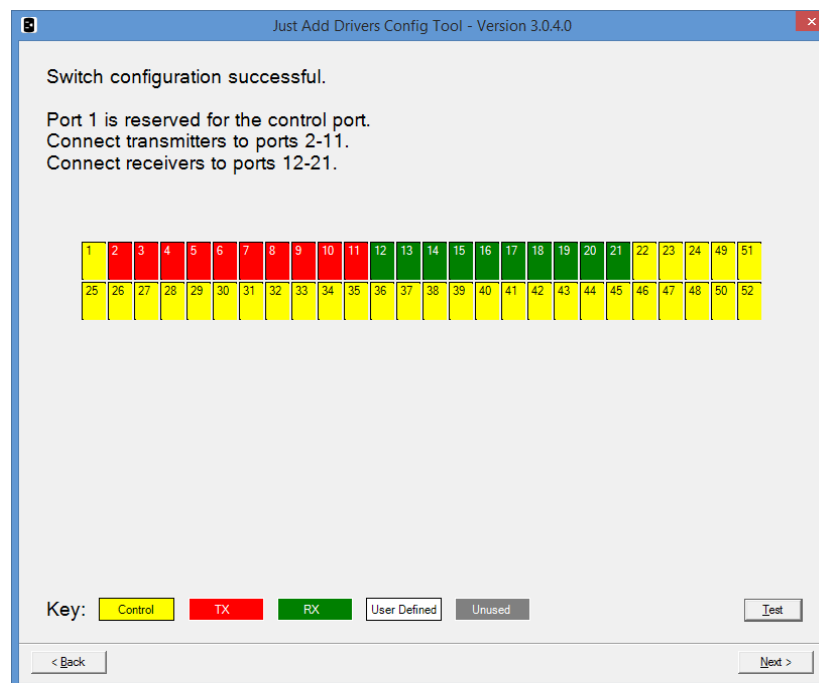 Just Add Drivers Config Tool - Version 3.0.4.0
Switch configuration successful.
Port 1 is reserved for the control port.
Connect transmitters to ports 2-11.
Connect receivers to ports 12-21.
1 2 3 4 5 6 7 8 9 10 11 12 13 14 15 16 17 18 19 20 21 22 23 24 49 51
25 26 27 28 29 30 31 32 33 34 35 36 37 38 39 40 41 42 43 44 45 46 47 48 50 52
Key: Control TX RX User Defined Unused Test
< Back Next >